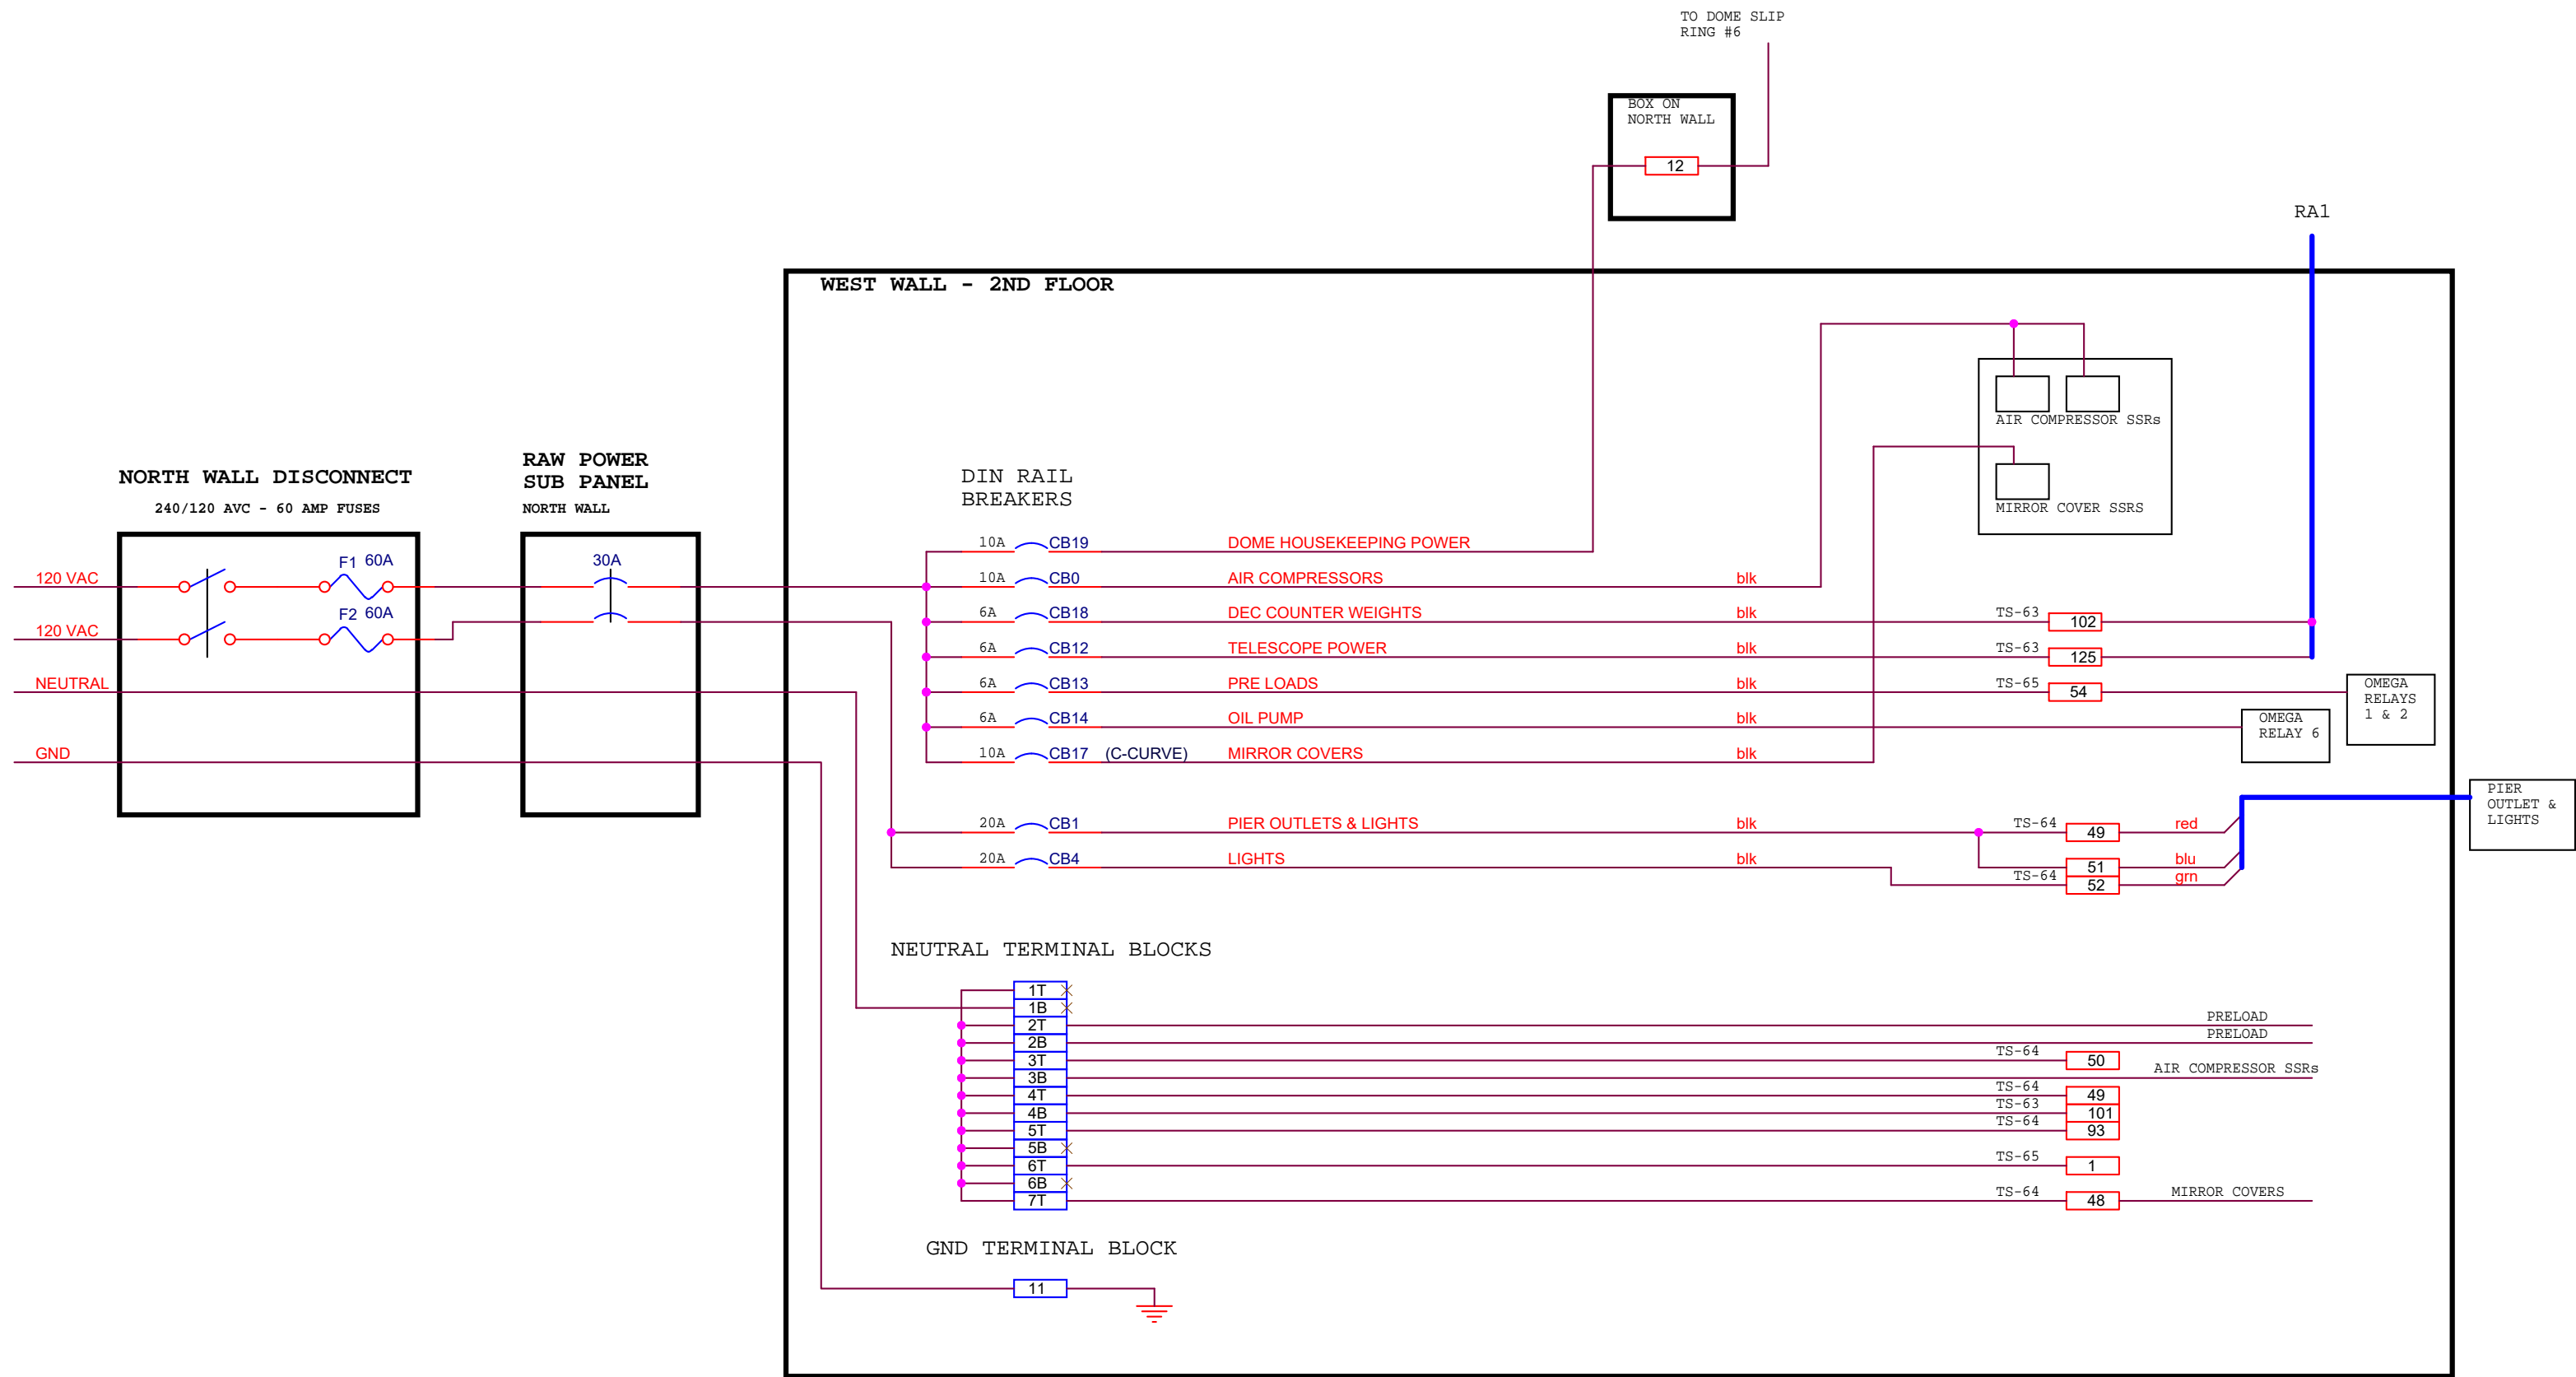 TO DOME SLIP
RING #6
BOX ON
NORTH WALL
12
RA1
WEST WALL - 2ND FLOOR
AIR COMPRESSOR SSRs
MIRROR COVER SSRS
NORTH WALL DISCONNECT
240/120 AVC - 60 AMP FUSES
RAW POWER
SUB PANEL
NORTH WALL
DIN RAIL
BREAKERS
120 VAC
F1 60A
30A
120 VAC
F2 60A
NEUTRAL
GND
10A CB19 DOME HOUSEKEEPING POWER
10A CB0 AIR COMPRESSORS blk
6A CB18 DEC COUNTER WEIGHTS blk TS-63 102
6A CB12 TELESCOPE POWER blk TS-63 125
6A CB13 PRE LOADS blk TS-65 54
OMEGA
RELAYS
1 & 2
6A CB14 OIL PUMP blk
OMEGA
RELAY 6
10A CB17 (C-CURVE) MIRROR COVERS blk
20A CB1 PIER OUTLETS & LIGHTS blk TS-64 49 red
PIER
OUTLET &
LIGHTS
20A CB4 LIGHTS blk 51 blu
TS-64 52 grn
NEUTRAL TERMINAL BLOCKS
1T
1B
2T PRELOAD
2B PRELOAD
3T TS-64 50
3B AIR COMPRESSOR SSRs
4T TS-64 49
4B TS-63 101
5T TS-64 93
5B
6T TS-65 1
6B
7T TS-64 48 MIRROR COVERS
GND TERMINAL BLOCK
11